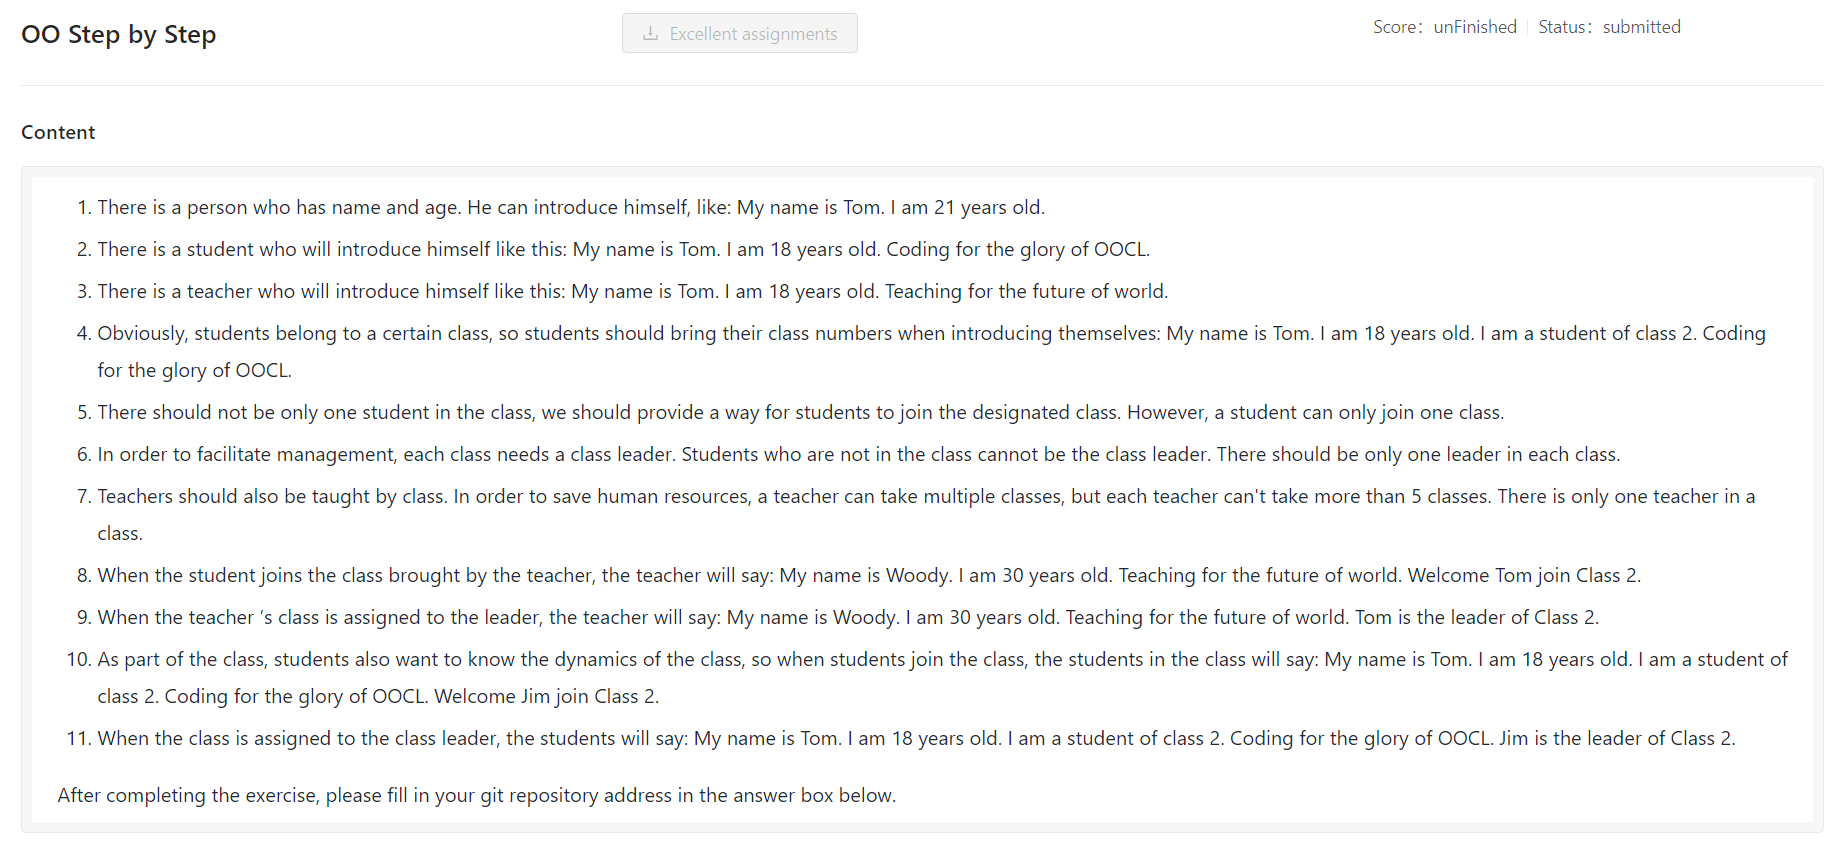 OO Step by Step
Excellent assignments
Score: unFinished
Status: submitted
Content
1. There is a person who has name and age. He can introduce himself, like: My name is Tom. I am 21 years old.
2. There is a student who will introduce himself like this: My name is Tom. I am 18 years old. Coding for the glory of OOCL.
3. There is a teacher who will introduce himself like this: My name is Tom. I am 18 years old. Teaching for the future of world.
4. Obviously, students belong to a certain class, so students should bring their class numbers when introducing themselves: My name is Tom. I am 18 years old. I am a student of class 2. Coding
for the glory of OOCL.
5. There should not be only one student in the class, we should provide a way for students to join the designated class. However, a student can only join one class.
6. In order to facilitate management, each class needs a class leader. Students who are not in the class cannot be the class leader. There should be only one leader in each class.
7. Teachers should also be taught by class. In order to save human resources, a teacher can take multiple classes, but each teacher can't take more than 5 classes. There is only one teacher in a
class.
8. When the student joins the class brought by the teacher, the teacher will say: My name is Woody. I am 30 years old. Teaching for the future of world. Welcome Tom join Class 2.
9. When the teacher ’s class is assigned to the leader, the teacher will say: My name is Woody. I am 30 years old. Teaching for the future of world. Tom is the leader of Class 2.
10. As part of the class, students also want to know the dynamics of the class, so when students join the class, the students in the class will say: My name is Tom. I am 18 years old. I am a student of
class 2. Coding for the glory of OOCL. Welcome Jim join Class 2.
11. When the class is assigned to the class leader, the students will say: My name is Tom. I am 18 years old. I am a student of class 2. Coding for the glory of OOCL. Jim is the leader of Class 2.
After completing the exercise, please fill in your git repository address in the answer box below.